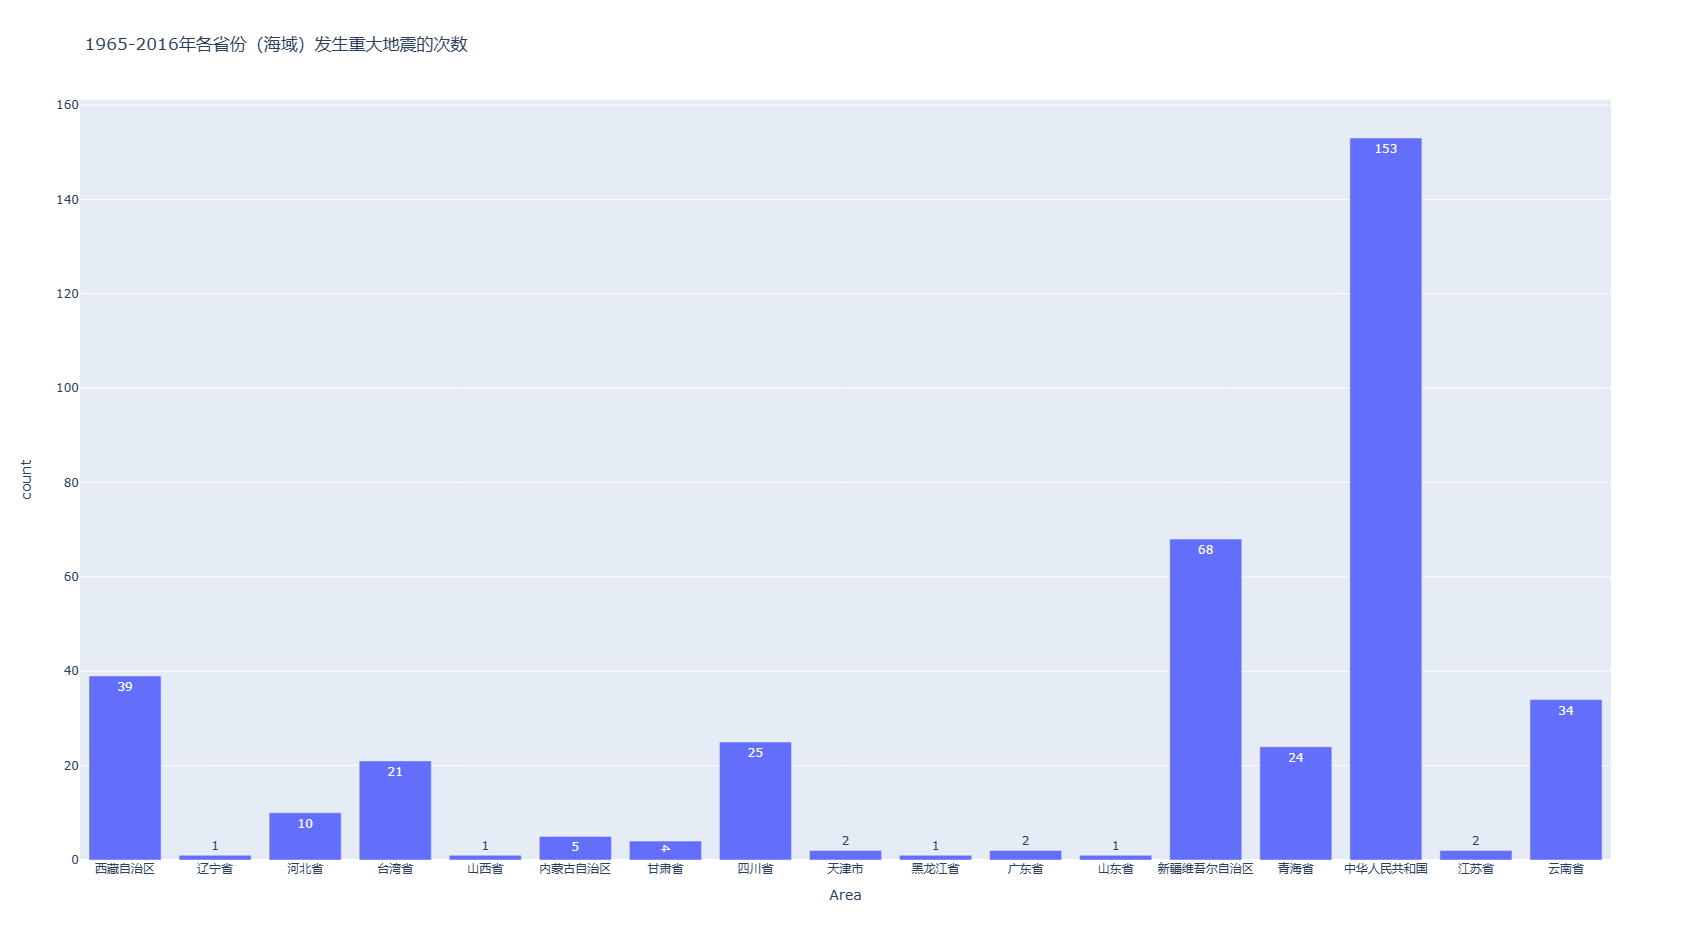 1965-2016年各省份（海域）发生重大地震的次数
160
140
120
100
80
60
40
20
0
count
39
1
10
21
1
5
4
25
2
1
2
1
68
24
153
2
34
西藏自治区
辽宁省
河北省
台湾省
山西省
内蒙古自治区
甘肃省
四川省
天津市
黑龙江省
广东省
山东省
新疆维吾尔自治区
青海省
中华人民共和国
江苏省
云南省
Area